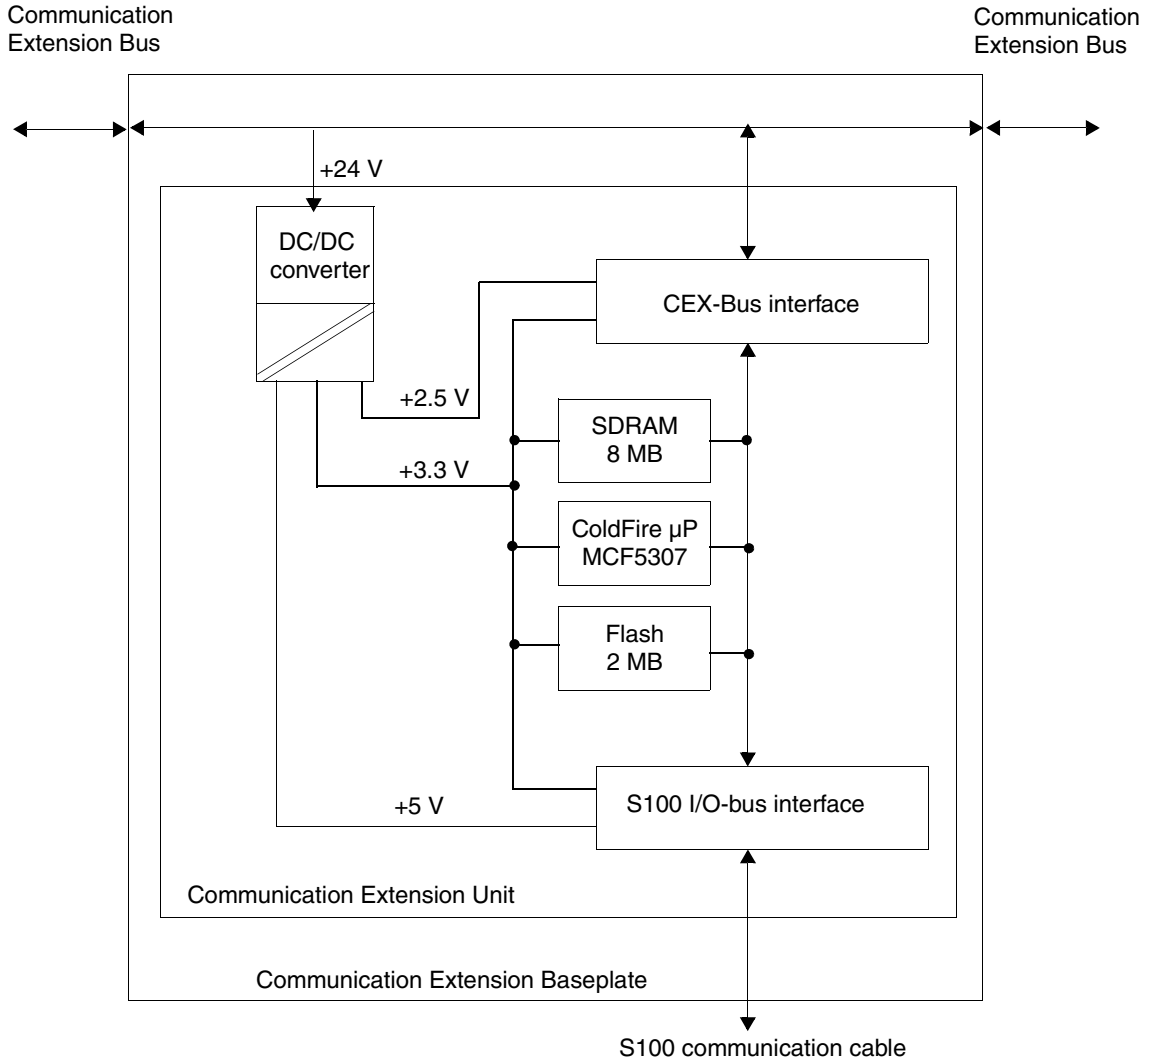 Communication
Extension Bus
Communication
Extension Bus
+24 V
DC/DC
converter
CEX-Bus interface
+2.5 V
SDRAM
8 MB
+3.3 V
ColdFire µP
MCF5307
Flash
2 MB
+5 V
S100 I/O-bus interface
Communication Extension Unit
Communication Extension Baseplate
S100 communication cable